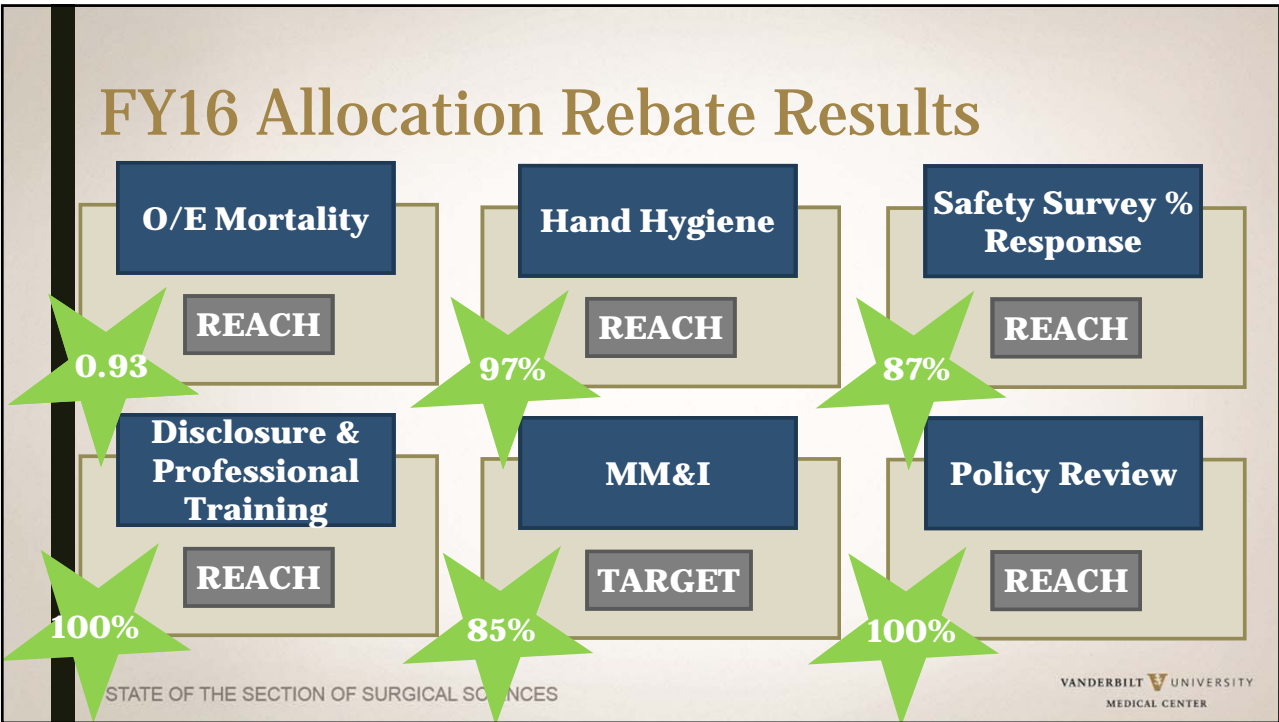 FY16 Allocation Rebate Results
O/E Mortality
REACH
0.93
Hand Hygiene
REACH
97%
Safety Survey %
Response
REACH
87%
Disclosure &
Professional
Training
REACH
100%
MM&I
TARGET
85%
Policy Review
REACH
100%
STATE OF THE SECTION OF SURGICAL SC NCES
VANDERBILT UNIVERSITY
MEDICAL CENTER